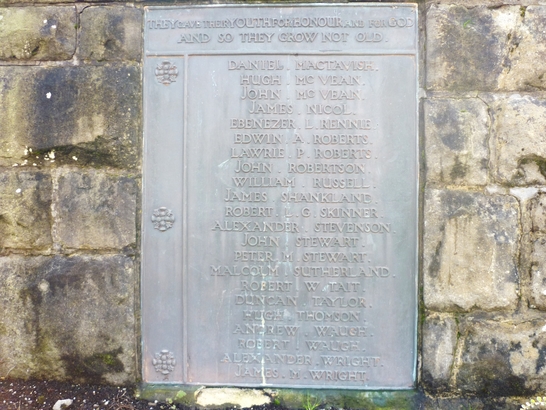 THEY GAVE THEIR YOUTH FOR HONOUR AND FOR GOD
AND SO THEY GROW NOT OLD.
DANIEL MACTAVISH.
HUGH MCVEAN.
JOHN MCVEAN.
JAMES NICOL.
EBENEZER L. RENNIE.
EDWIN A. ROBERTS.
LAWRIE P. ROBERTS.
JOHN ROBERTSON.
WILLIAM RUSSELL.
JAMES SHANKLAND.
ROBERT L. G. SKINNER.
ALEXANDER STEVENSON.
JOHN STEWART.
PETER M. STEWART.
MALCOLM SUTHERLAND.
ROBERT W. TAIT.
DUNCAN TAYLOR.
HUGH THOMSON.
ANDREW WAUGH.
ROBERT WAUGH.
ALEXANDER WRIGHT.
JAMES M. WRIGHT.